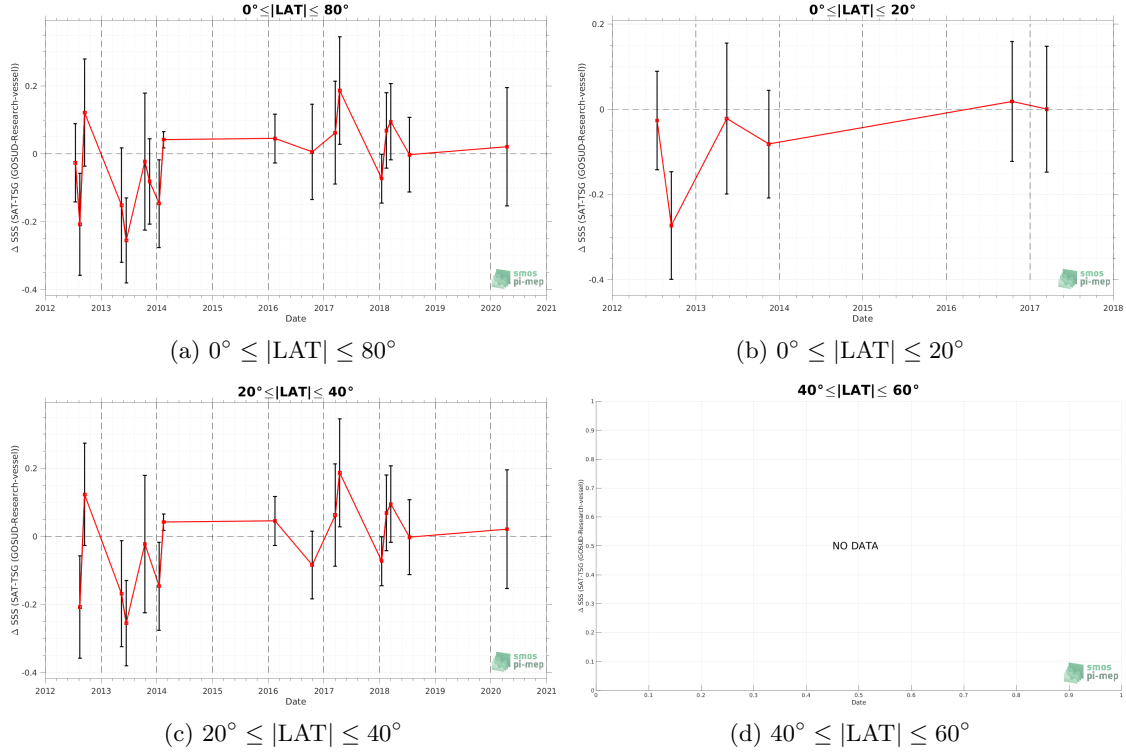 0°≤|LAT|≤ 80°
Δ SSS (SAT-TSG (GOSUD-Research-vessel))
0.2
0
-0.2
-0.4
2012 2013 2014 2015 2016 2017 2018 2019 2020 2021
Date
smos
pi-mep
(a) 0° ≤ |LAT| ≤ 80°
0°≤|LAT|≤ 20°
Δ SSS (SAT-TSG (GOSUD-Research-vessel))
0.2
0
-0.2
-0.4
2012 2013 2014 2015 2016 2017 2018
Date
smos
pi-mep
(b) 0° ≤ |LAT| ≤ 20°
20°≤|LAT|≤ 40°
Δ SSS (SAT-TSG (GOSUD-Research-vessel))
0.2
0
-0.2
-0.4
2012 2013 2014 2015 2016 2017 2018 2019 2020 2021
Date
smos
pi-mep
(c) 20° ≤ |LAT| ≤ 40°
40°≤|LAT|≤ 60°
Δ SSS (SAT-TSG (GOSUD-Research-vessel))
1
0.9
0.8
0.7
0.6
0.5
0.4
0.3
0.2
0.1
0
NO DATA
0 0.1 0.2 0.3 0.4 0.5 0.6 0.7 0.8 0.9 1
Date
smos
pi-mep
(d) 40° ≤ |LAT| ≤ 60°